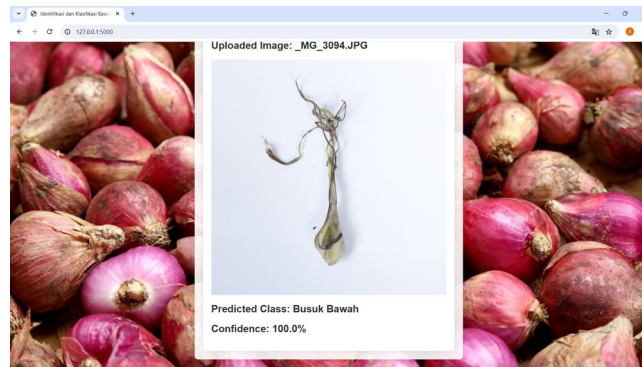 Identifikasi dan Klasifikasi Bawa
127.0.0.1:5000
Uploaded Image: _MG_3094.JPG
Predicted Class: Busuk Bawah
Confidence: 100.0%